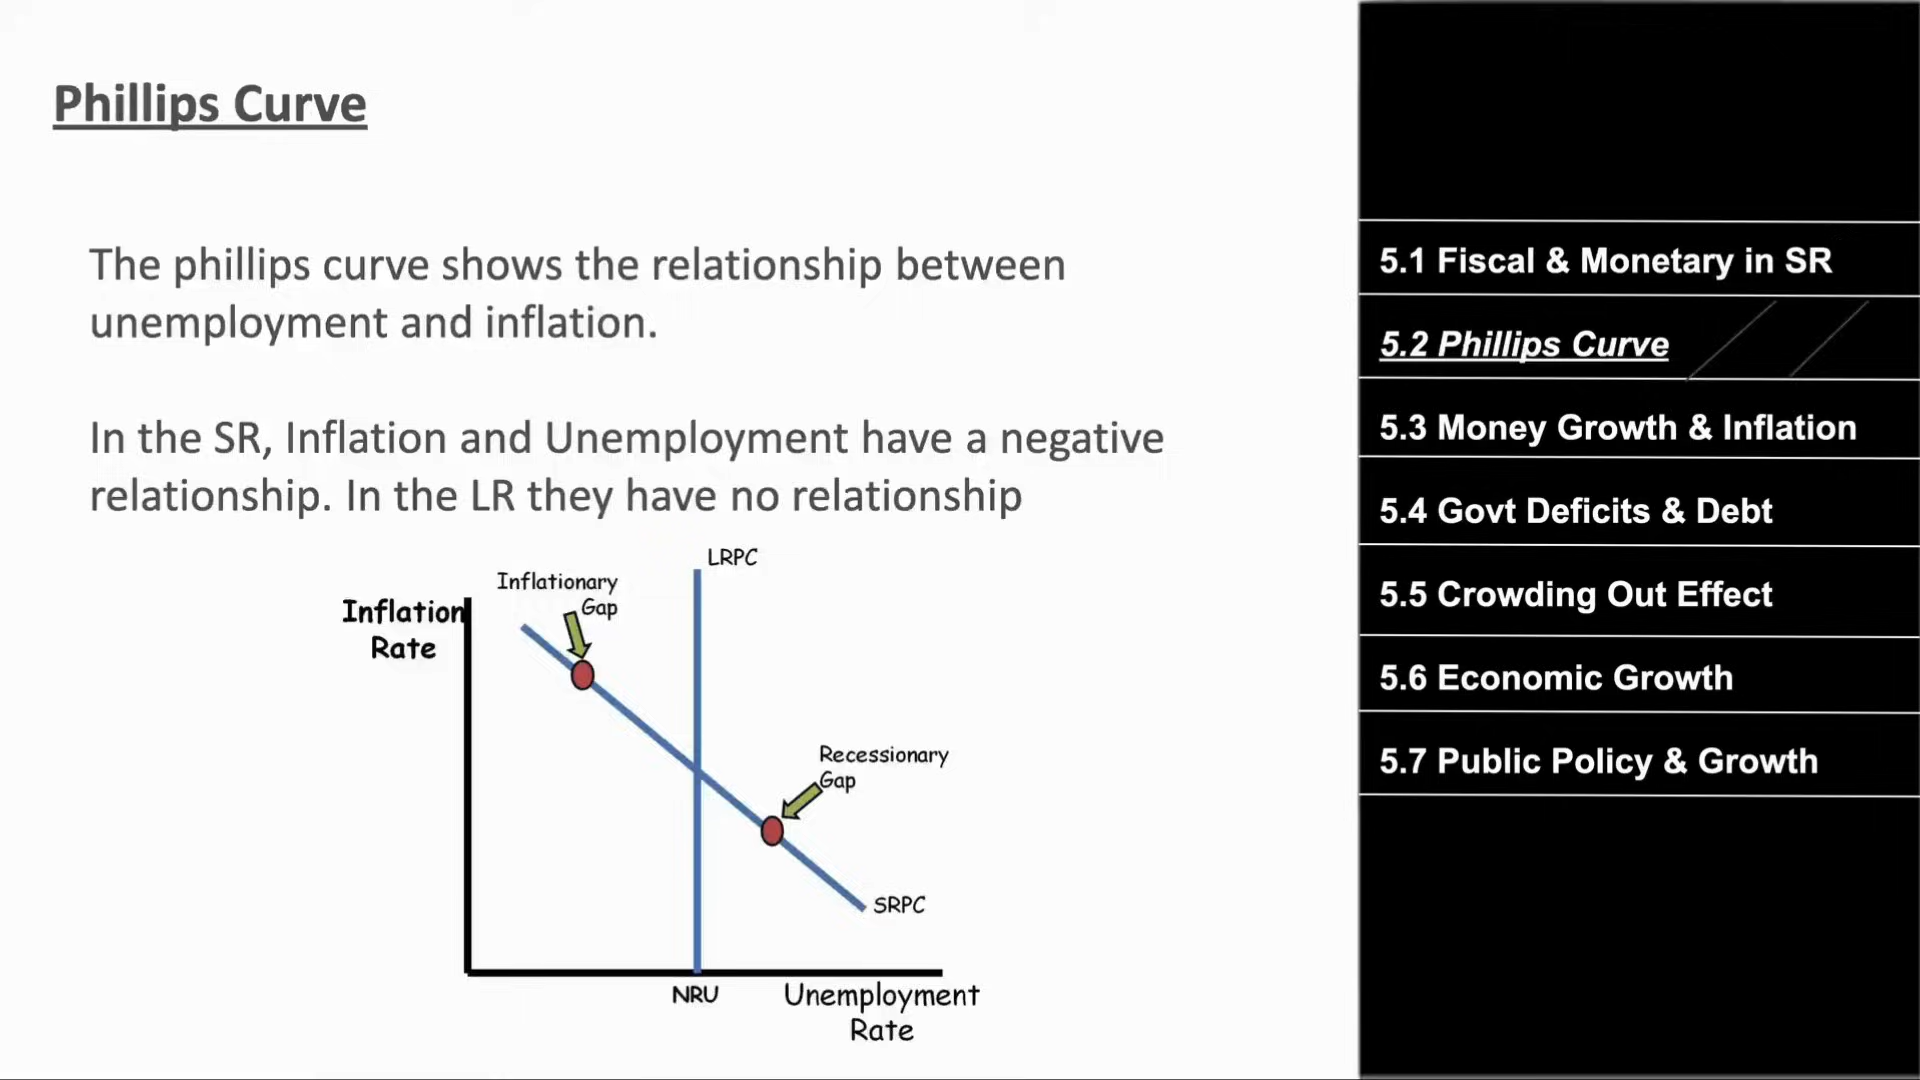 Phillips Curve
The phillips curve shows the relationship between
unemployment and inflation.
In the SR, Inflation and Unemployment have a negative
relationship. In the LR they have no relationship
LRPC
Inflationary
Gap
Inflation
Rate
Recessionary
Gap
SRPC
NRU
Unemployment
Rate
5.1 Fiscal & Monetary in SR
5.2 Phillips Curve
5.3 Money Growth & Inflation
5.4 Govt Deficits & Debt
5.5 Crowding Out Effect
5.6 Economic Growth
5.7 Public Policy & Growth